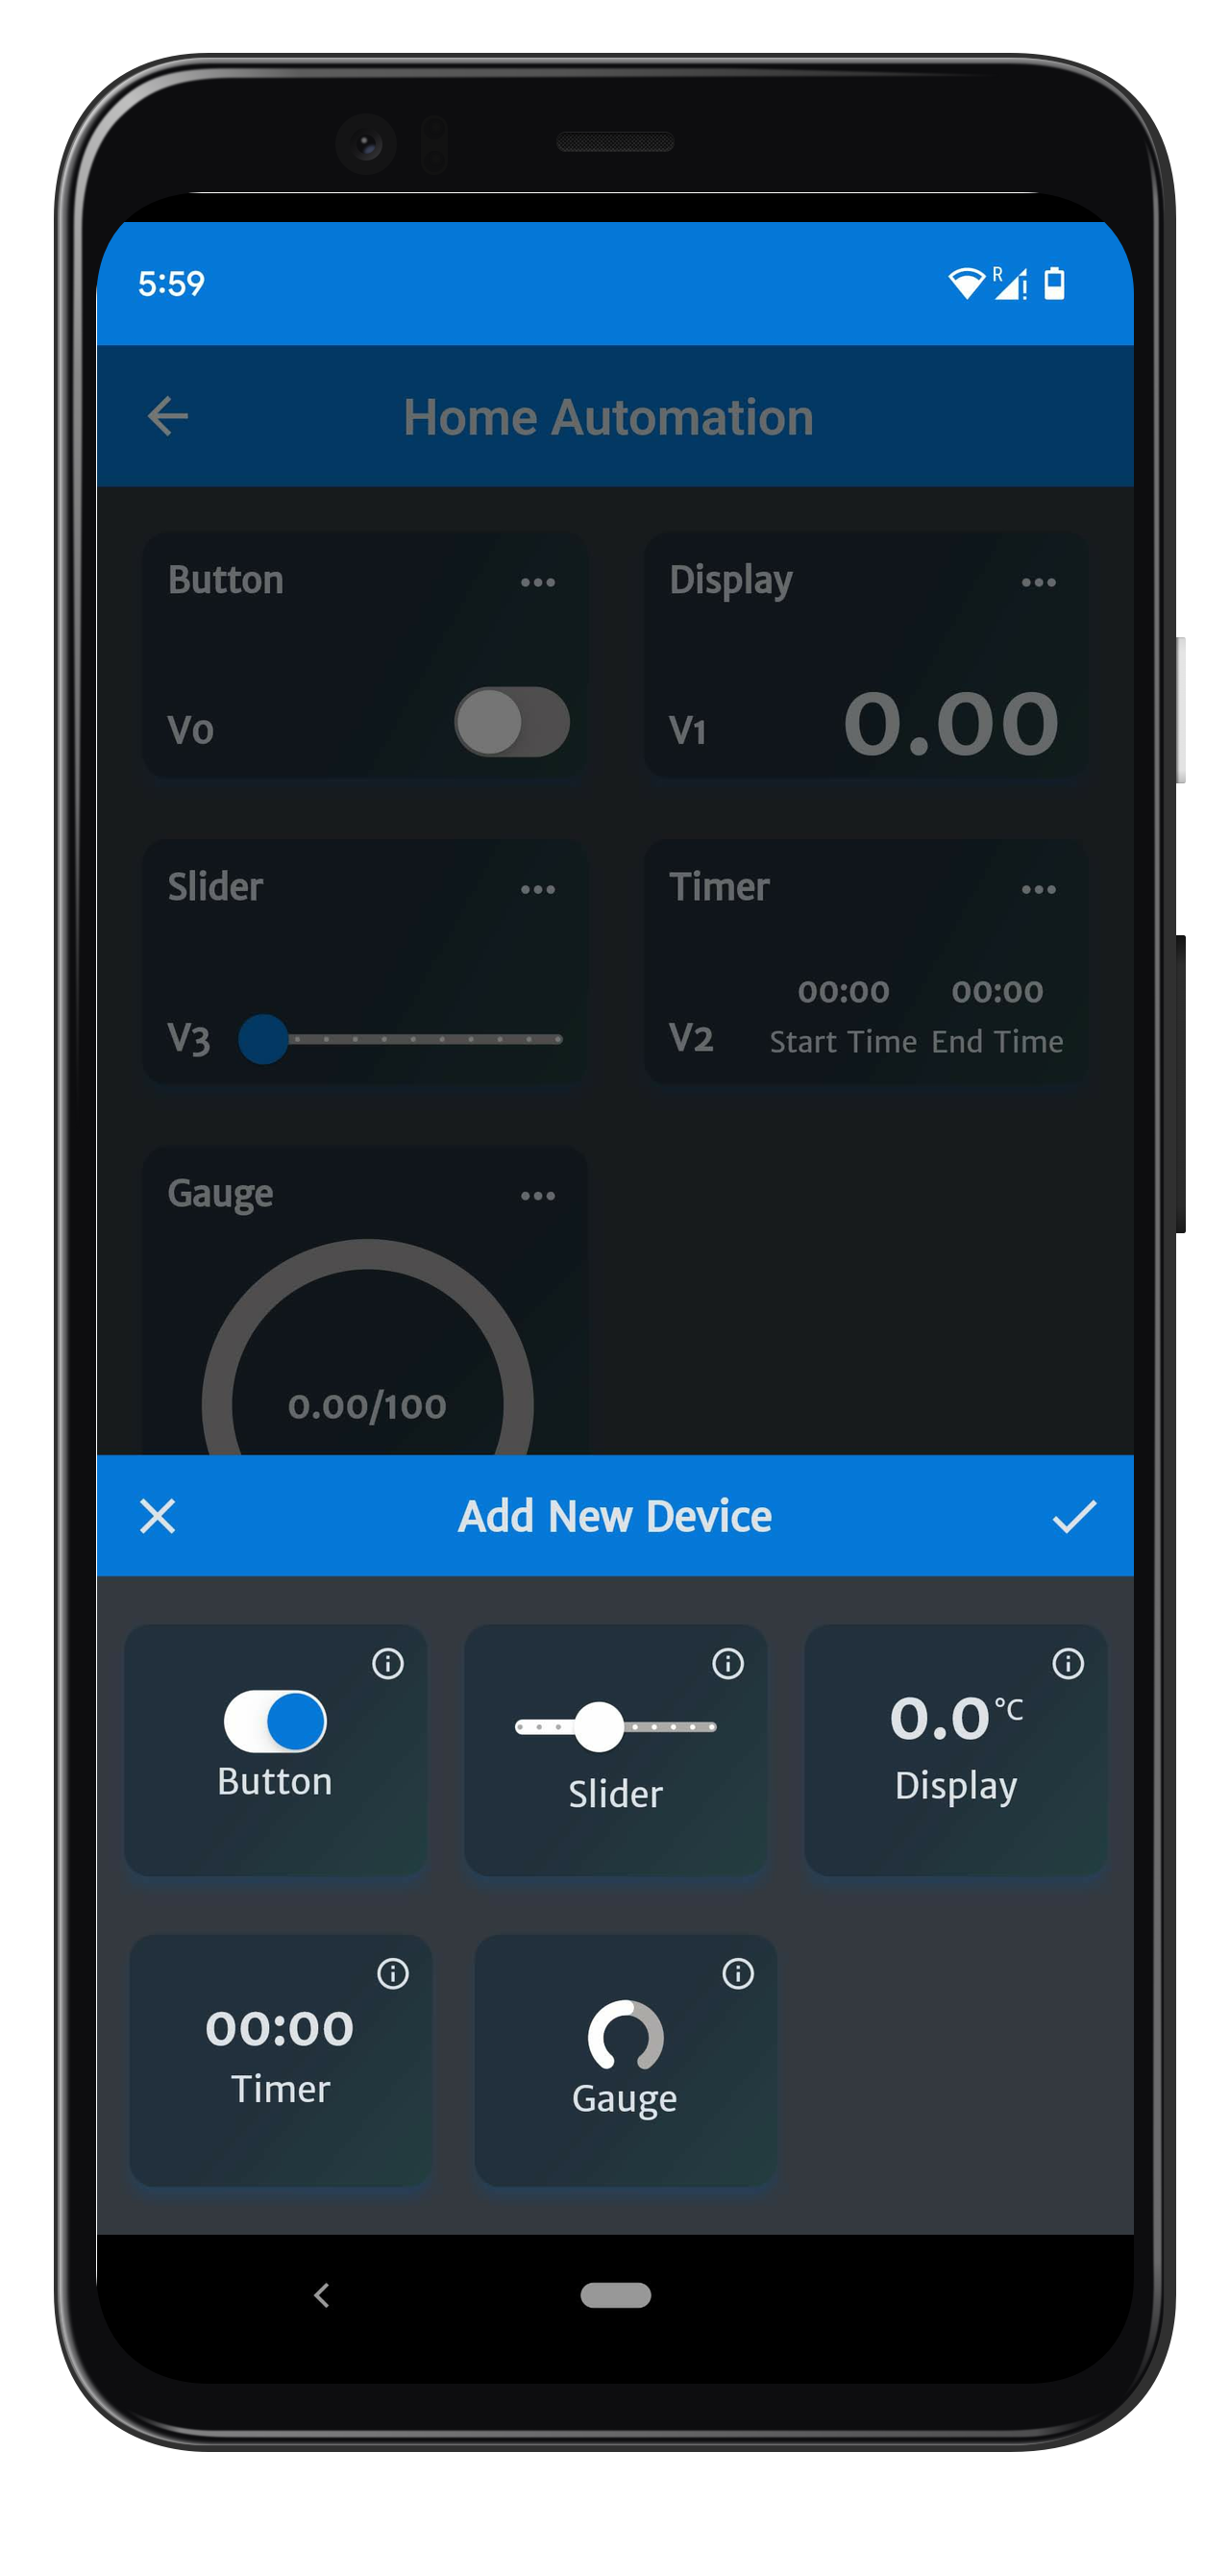 5:59
R
Home Automation
Button
Display
V0
V1
0.00
Slider
Timer
V3
V2
00:00 00:00
Start Time End Time
Gauge
0.00/100
Add New Device
Button
Slider
0.0°C
Display
00:00
Timer
Gauge